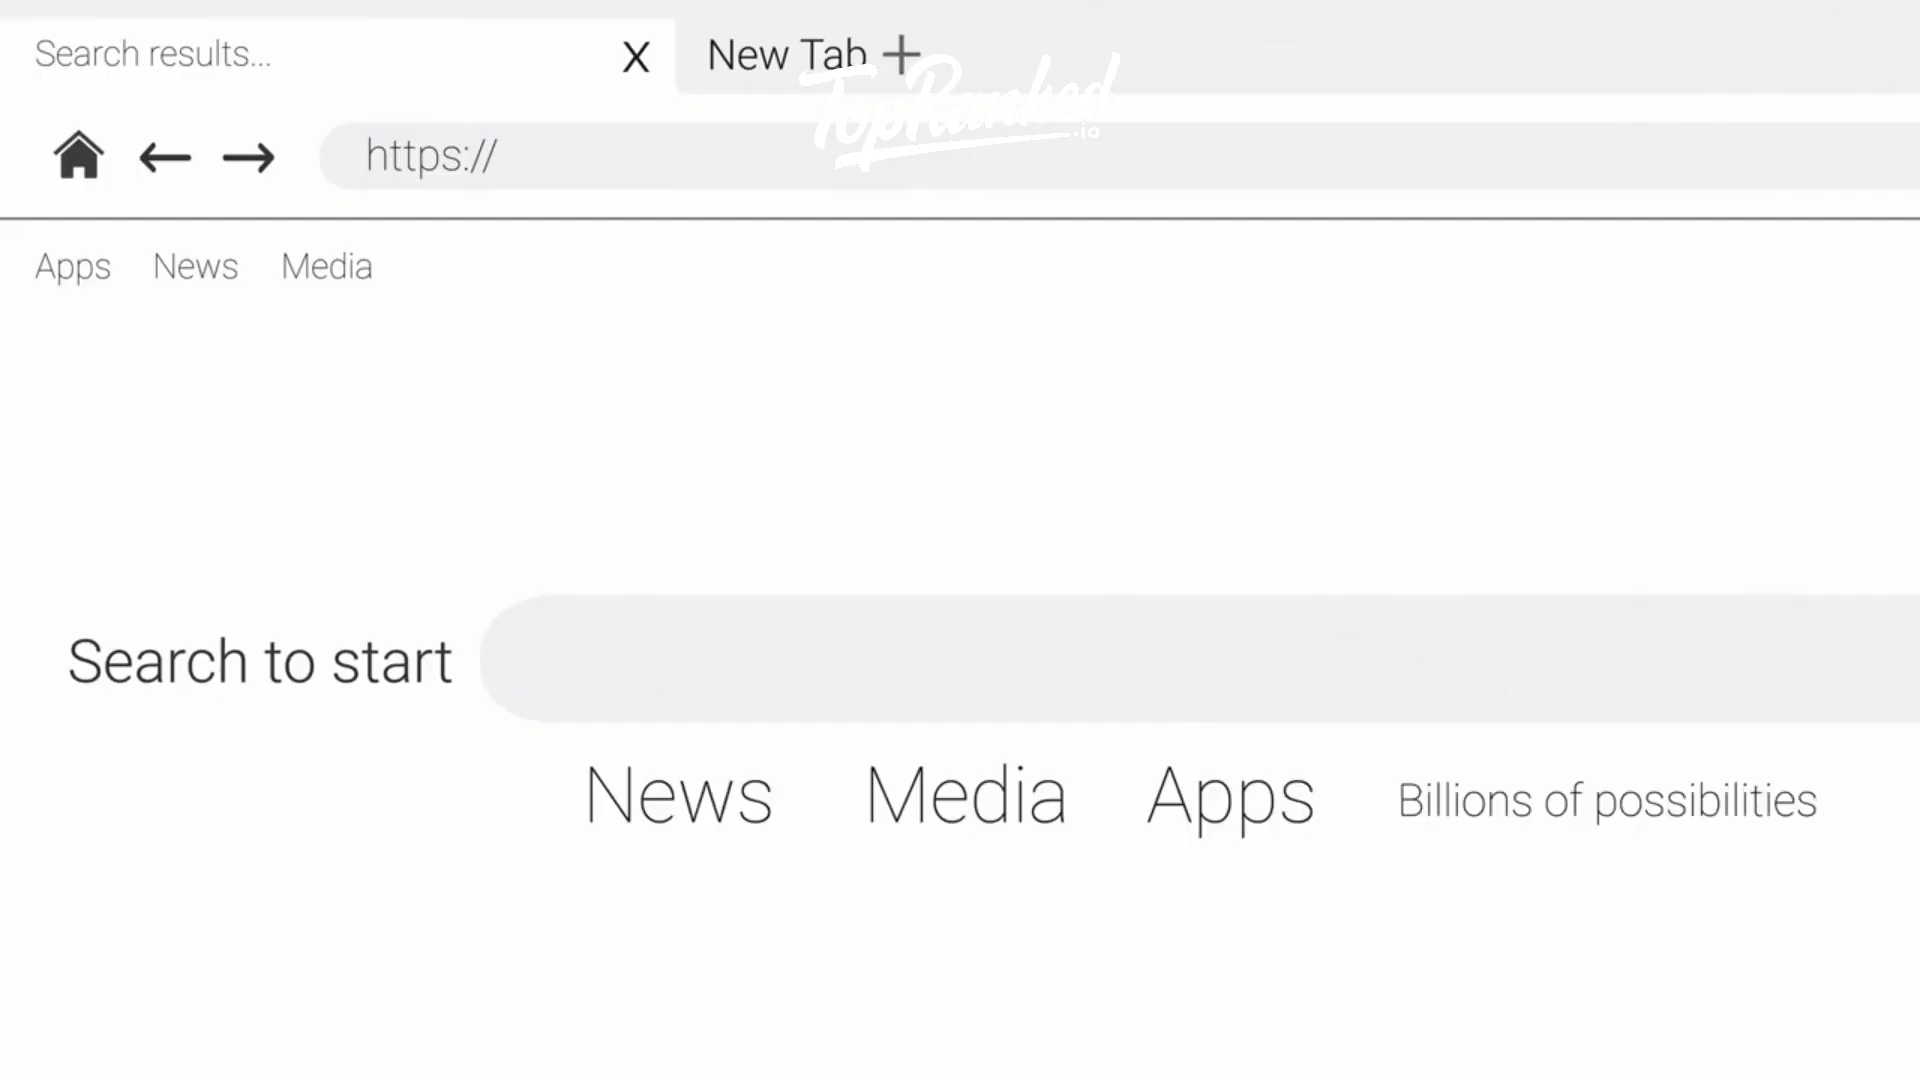 Search results... X New Tab +
TopRanked
.io
https://
Apps News Media
Search to start
News Media Apps Billions of possibilities